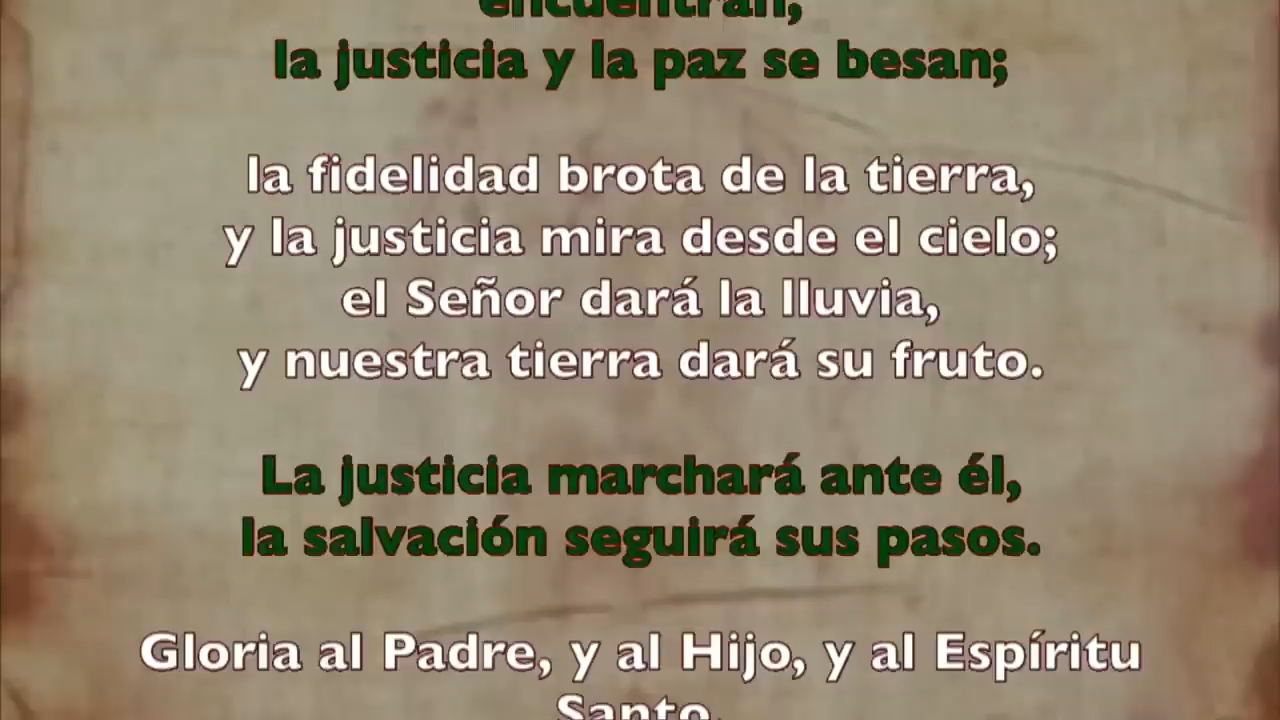 encuentran,
la justicia y la paz se besan;
la fidelidad brota de la tierra,
y la justicia mira desde el cielo;
el Señor dará la lluvia,
y nuestra tierra dará su fruto.
La justicia marchará ante él,
la salvación seguirá sus pasos.
Gloria al Padre, y al Hijo, y al Espíritu
Santo.